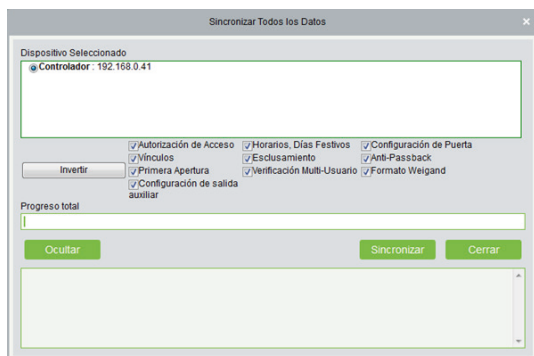 Sincronizar Todos los Datos
Dispositivo Seleccionado
Controlador : 192.168.0.41
Autorización de Acceso Horarios, Días Festivos Configuración de Puerta
Vínculos Esclusamiento Anti-Passback
Invertir Primera Apertura Verificación Multi-Usuario Formato Weigand
Configuración de salida
auxiliar
Progreso total
Ocultar Sincronizar Cerrar